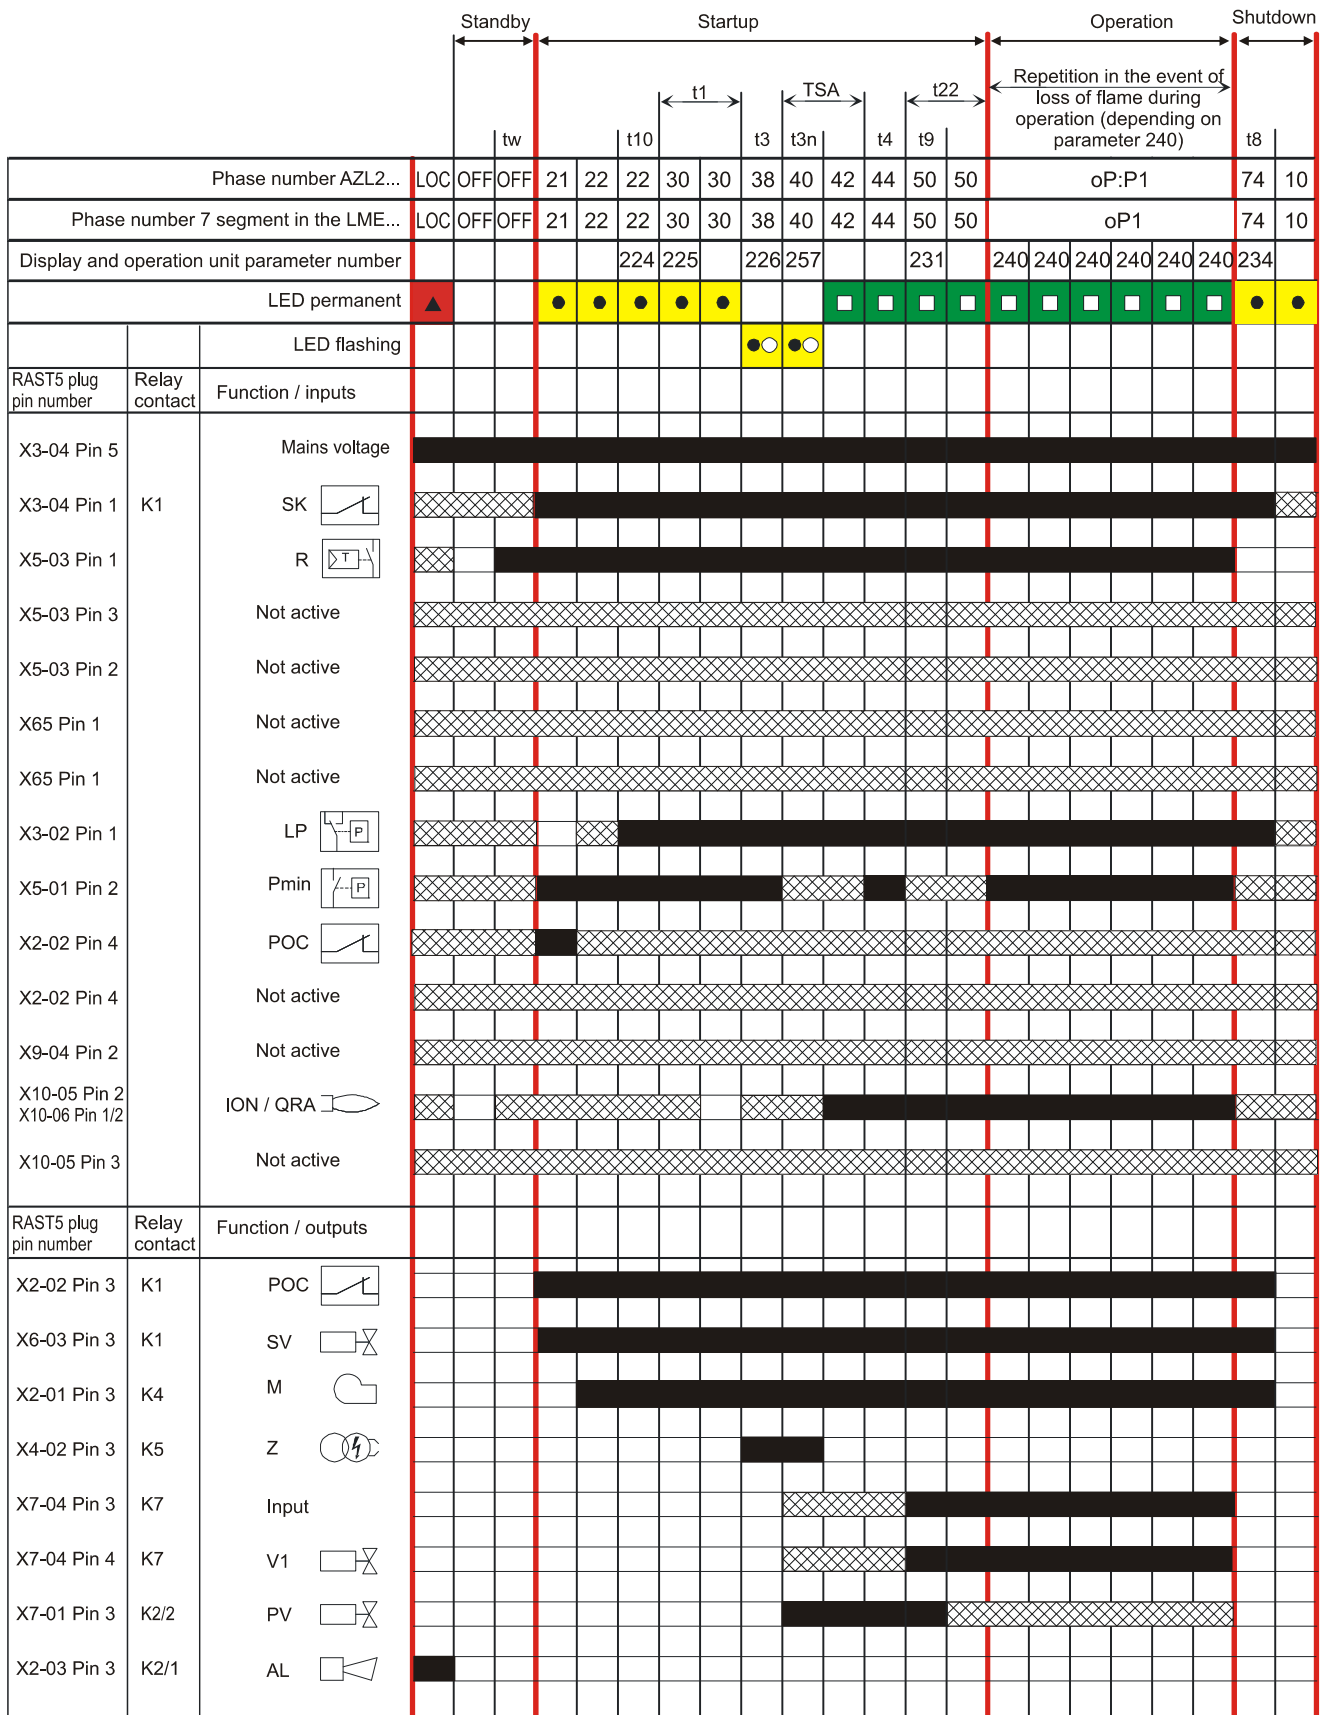 Standby
Startup
Operation
Shutdown
Repetition in the event of
loss of flame during
operation (depending on
parameter 240)
t1
TSA
t22
tw
t10
t3
t3n
t4
t9
t8
Phase number AZL2... LOC OFF OFF 21 22 22 30 30 38 40 42 44 50 50 oP:P1 74 10
Phase number 7 segment in the LME... LOC OFF OFF 21 22 22 30 30 38 40 42 44 50 50 oP1 74 10
Display and operation unit parameter number 224 225 226 257 231 240 240 240 240 240 240 234
LED permanent
LED flashing
RAST5 plug
pin number
Relay
contact
Function / inputs
X3-04 Pin 5 Mains voltage
X3-04 Pin 1 K1 SK
X5-03 Pin 1 R T
X5-03 Pin 3 Not active
X5-03 Pin 2 Not active
X65 Pin 1 Not active
X65 Pin 1 Not active
X3-02 Pin 1 LP P
X5-01 Pin 2 Pmin P
X2-02 Pin 4 POC
X2-02 Pin 4 Not active
X9-04 Pin 2 Not active
X10-05 Pin 2
X10-06 Pin 1/2
ION / QRA
X10-05 Pin 3 Not active
RAST5 plug
pin number
Relay
contact
Function / outputs
X2-02 Pin 3 K1 POC
X6-03 Pin 3 K1 SV
X2-01 Pin 3 K4 M
X4-02 Pin 3 K5 Z
X7-04 Pin 3 K7 Input
X7-04 Pin 4 K7 V1
X7-01 Pin 3 K2/2 PV
X2-03 Pin 3 K2/1 AL